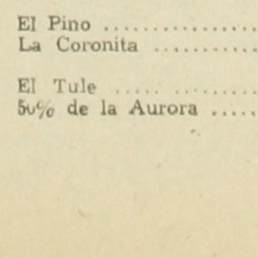 El Pino ................
La Coronita ...........
El Tule ..... .........
50% de la Aurora .....